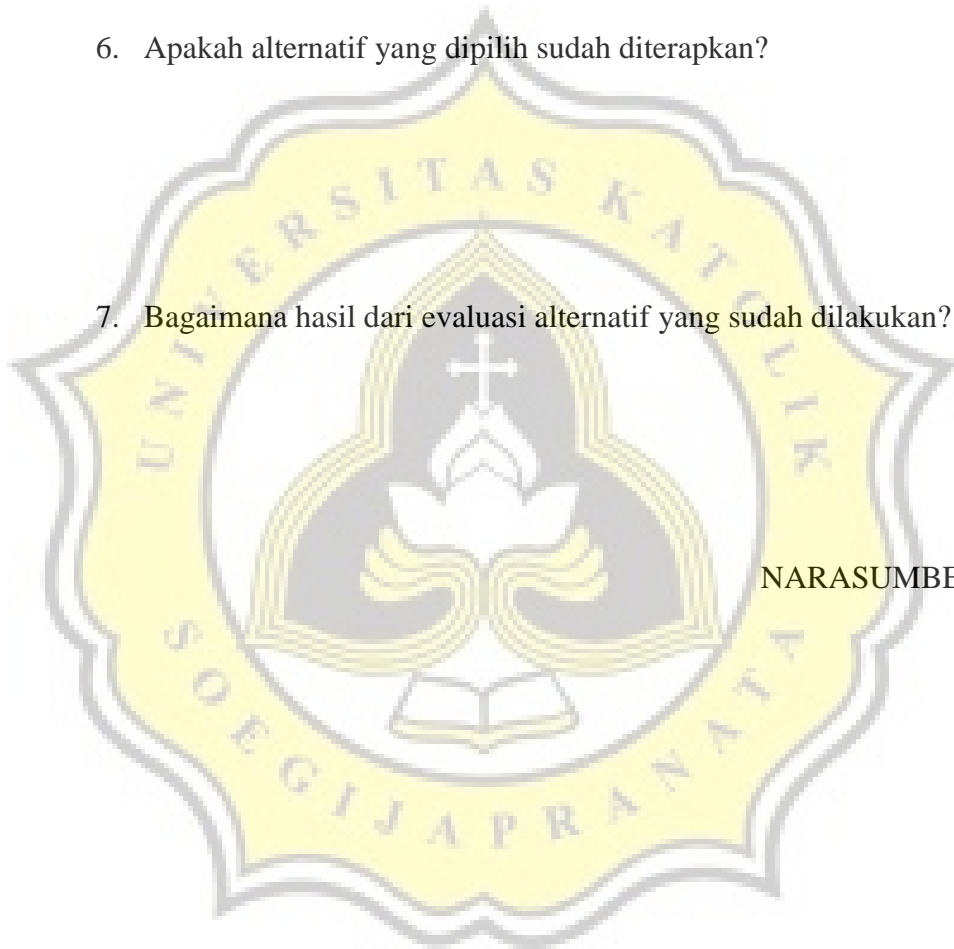 6. Apakah alternatif yang dipilih sudah diterapkan?
7. Bagaimana hasil dari evaluasi alternatif yang sudah dilakukan?
NARASUMBE
UNIVERSITAS KATOLIK
SOEGIJAPRANATA